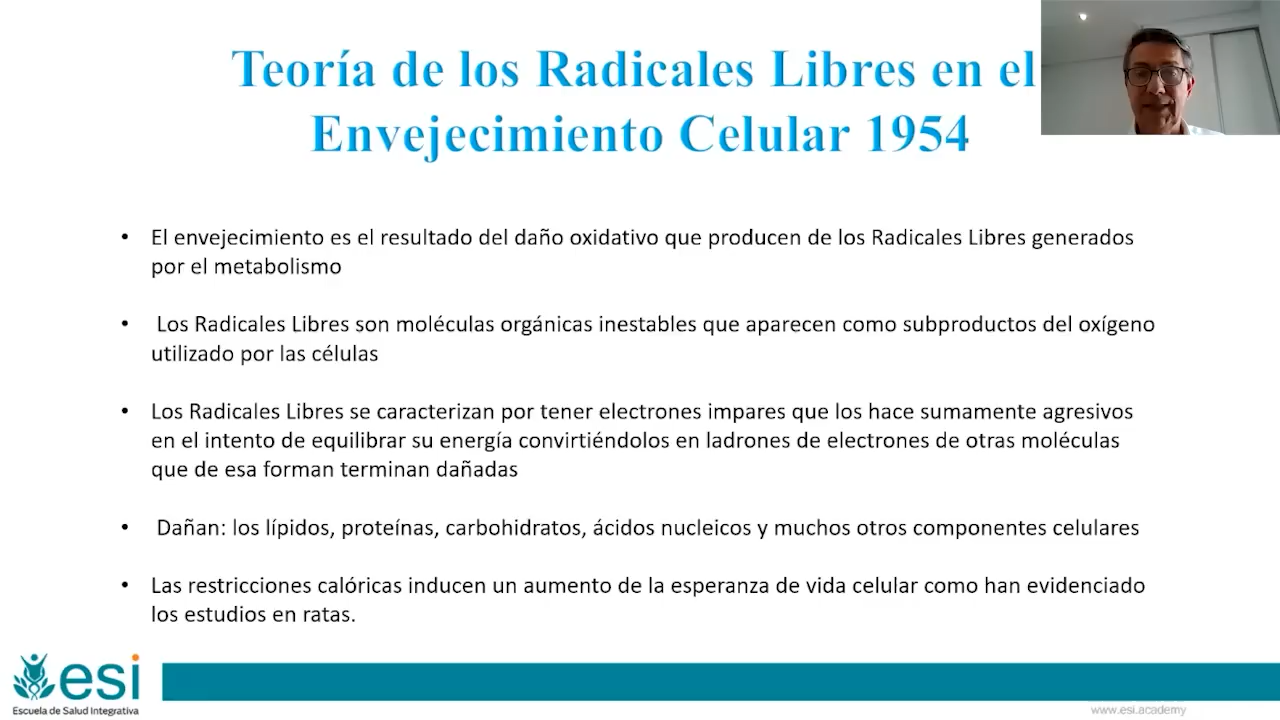 Teoría de los Radicales Libres en el
Envejecimiento Celular 1954
• El envejecimiento es el resultado del daño oxidativo que producen de los Radicales Libres generados
por el metabolismo
• Los Radicales Libres son moléculas orgánicas inestables que aparecen como subproductos del oxígeno
utilizado por las células
• Los Radicales Libres se caracterizan por tener electrones impares que los hace sumamente agresivos
en el intento de equilibrar su energía convirtiéndolos en ladrones de electrones de otras moléculas
que de esa forman terminan dañadas
• Dañan: los lípidos, proteínas, carbohidratos, ácidos nucleicos y muchos otros componentes celulares
• Las restricciones calóricas inducen un aumento de la esperanza de vida celular como han evidenciado
los estudios en ratas.
esi
Escuela de Salud Integrativa
www.esi.academy